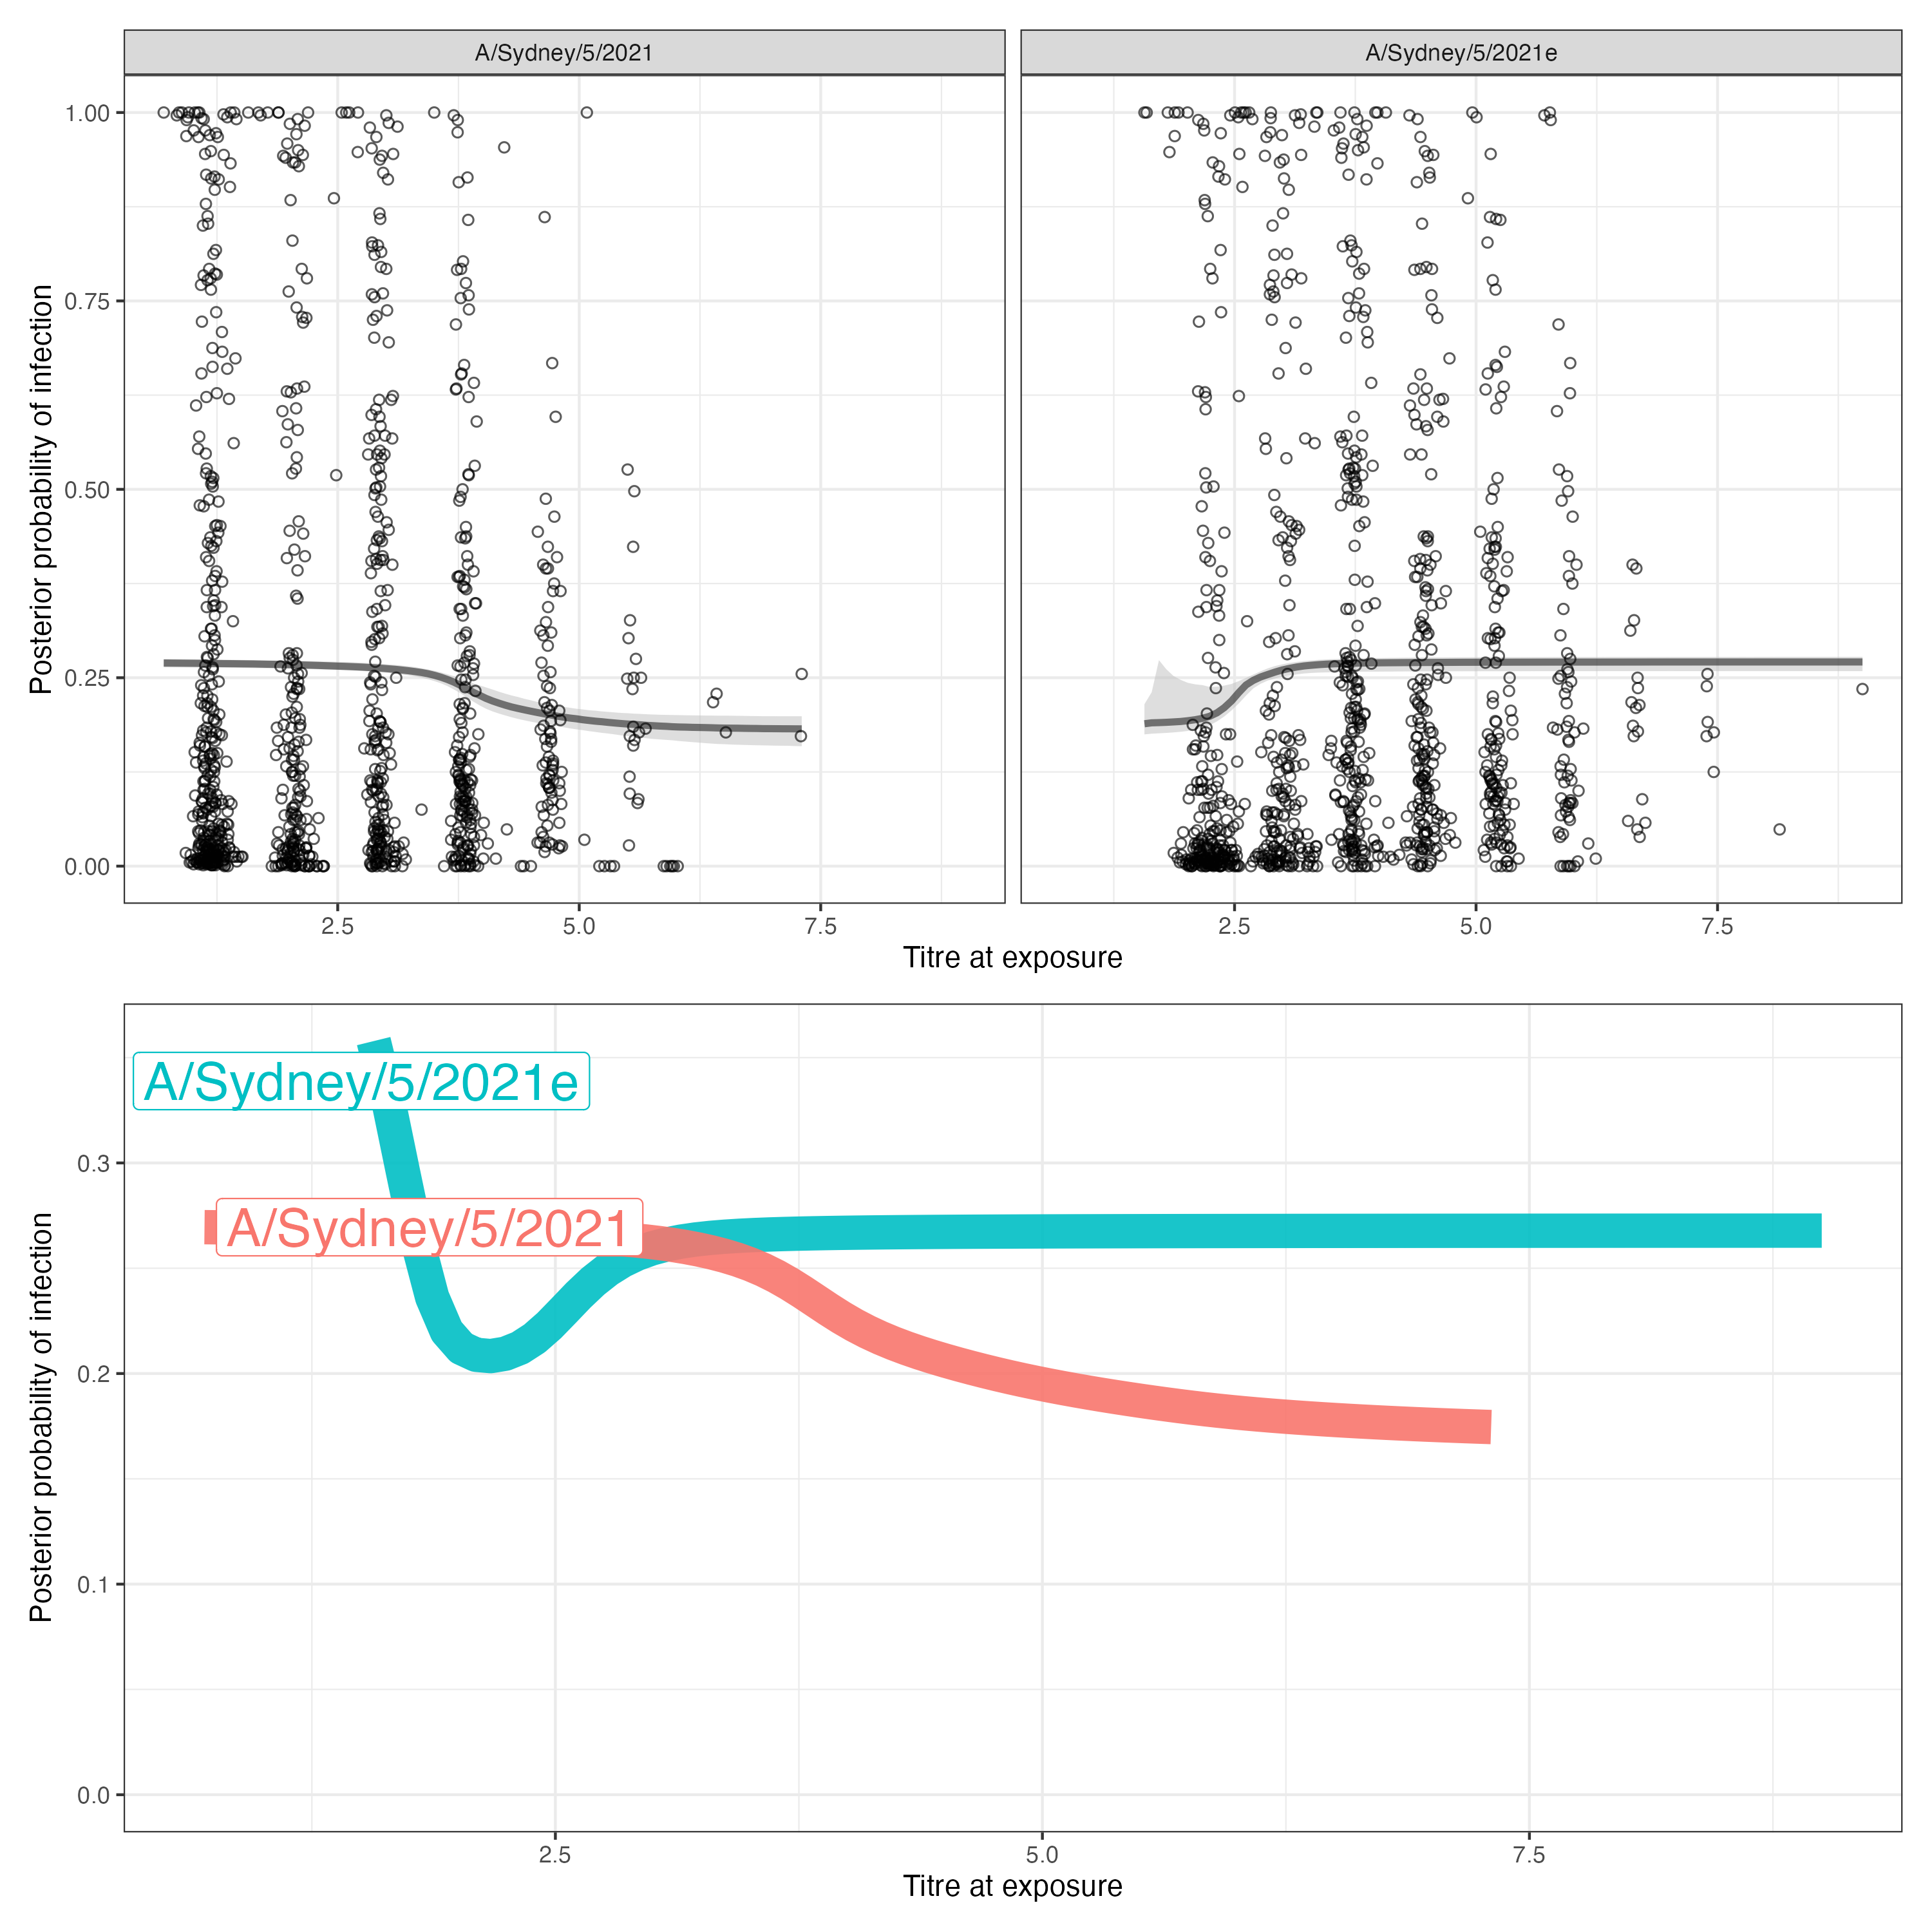 A/Sydney/5/2021
A/Sydney/5/2021e
Posterior probability of infection
1.00
0.75
0.50
0.25
0.00
2.5
5.0
7.5
2.5
5.0
7.5
Titre at exposure
Posterior probability of infection
A/Sydney/5/2021e
A/Sydney/5/2021
0.3
0.2
0.1
0.0
2.5
5.0
7.5
Titre at exposure